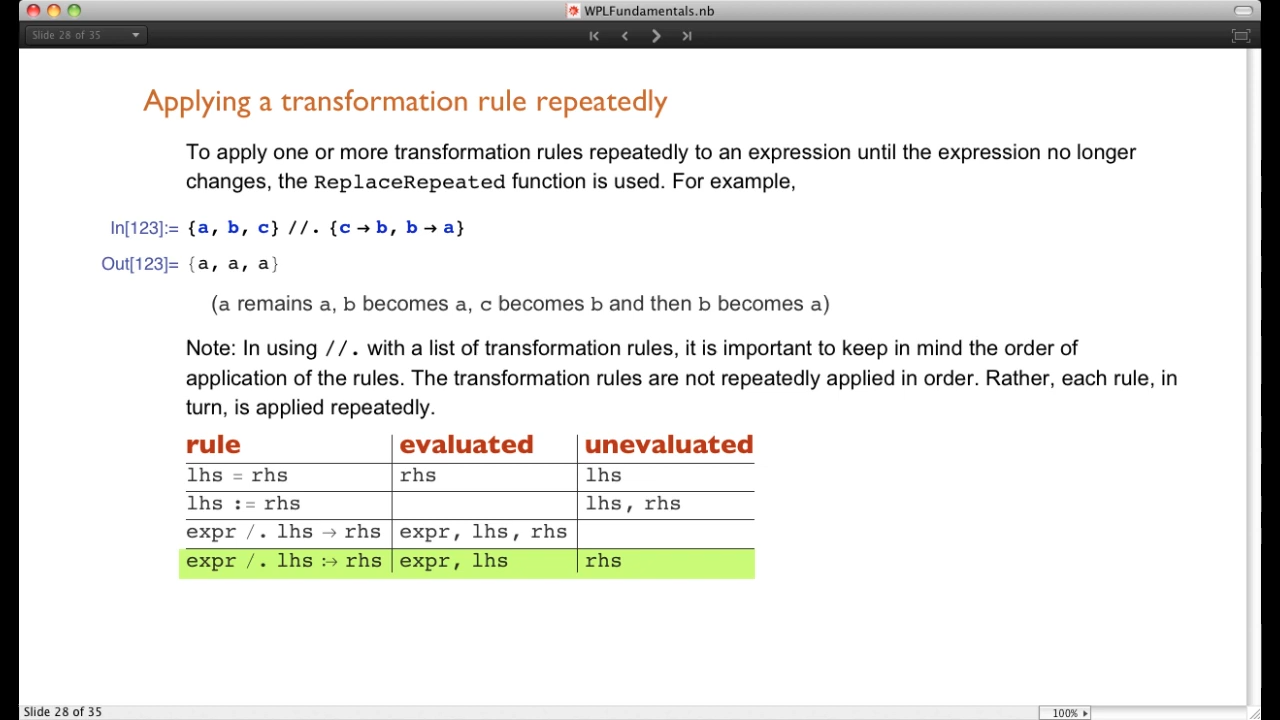 WPLFundamentals.nb
Slide 28 of 35
Applying a transformation rule repeatedly
To apply one or more transformation rules repeatedly to an expression until the expression no longer
changes, the ReplaceRepeated function is used. For example,
In[123]:= {a, b, c} //. {c → b, b → a}
Out[123]= {a, a, a}
(a remains a, b becomes a, c becomes b and then b becomes a)
Note: In using //. with a list of transformation rules, it is important to keep in mind the order of
application of the rules. The transformation rules are not repeatedly applied in order. Rather, each rule, in
turn, is applied repeatedly.
rule evaluated unevaluated
lhs = rhs rhs lhs
lhs := rhs lhs, rhs
expr /. lhs → rhs expr, lhs, rhs
expr /. lhs :→ rhs expr, lhs rhs
Slide 28 of 35 100%